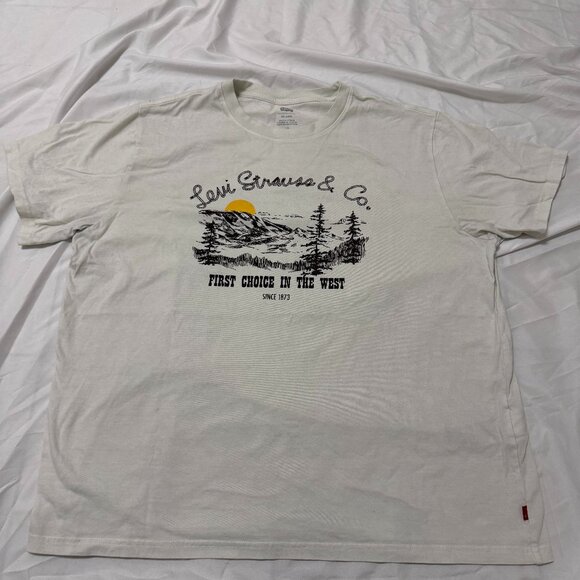 Levi Strauss & Co.
FIRST CHOICE IN THE WEST
SINCE 1873